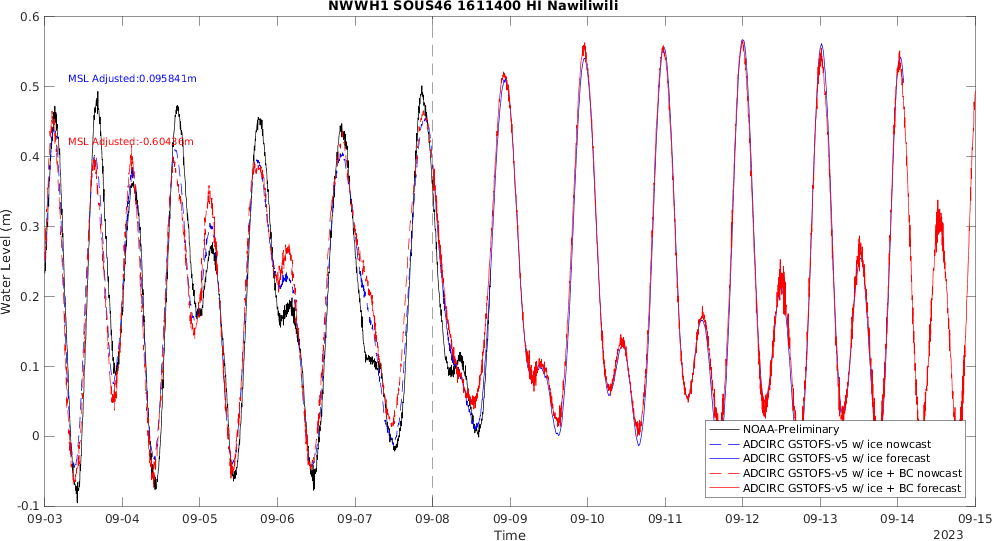 NWWH1 SOUS46 1611400 HI Nawiliwili
0.6
0.5
0.4
0.3
0.2
0.1
0
-0.1
Water Level (m)
MSL Adjusted:0.095841m
MSL Adjusted:-0.60436m
NOAA-Preliminary
ADCIRC GSTOFS-v5 w/ ice nowcast
ADCIRC GSTOFS-v5 w/ ice forecast
ADCIRC GSTOFS-v5 w/ ice + BC nowcast
ADCIRC GSTOFS-v5 w/ ice + BC forecast
09-03 09-04 09-05 09-06 09-07 09-08 09-09 09-10 09-11 09-12 09-13 09-14 09-15
Time
2023